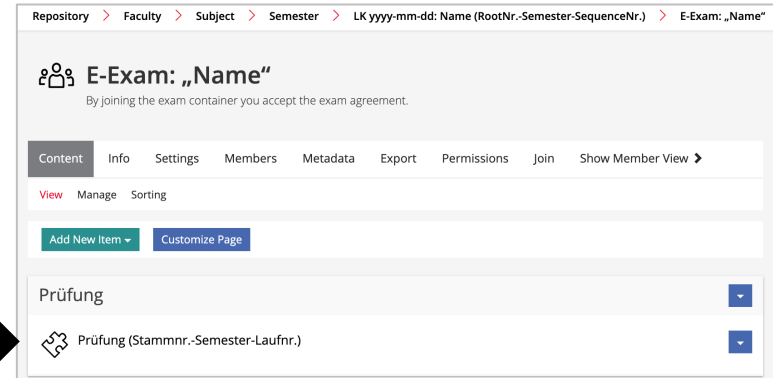 Repository > Faculty > Subject > Semester > LK yyyy-mm-dd: Name (RootNr.-Semester-SequenceNr.) > E-Exam: „Name“
E-Exam: „Name“
By joining the exam container you accept the exam agreement.
Content Info Settings Members Metadata Export Permissions Join Show Member View
View Manage Sorting
Add New Item Customize Page
Prüfung
Prüfung (Stammnr.-Semester-Laufnr.)